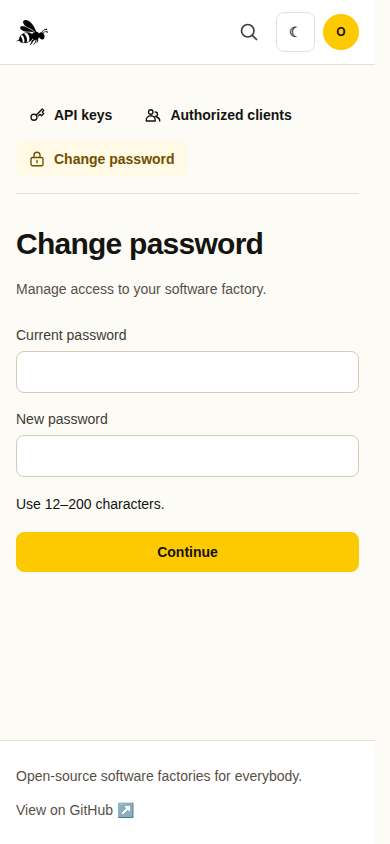 O
API keys
Authorized clients
Change password
Change password
Manage access to your software factory.
Current password
New password
Use 12–200 characters.
Continue
Open-source software factories for everybody.
View on GitHub ↗️